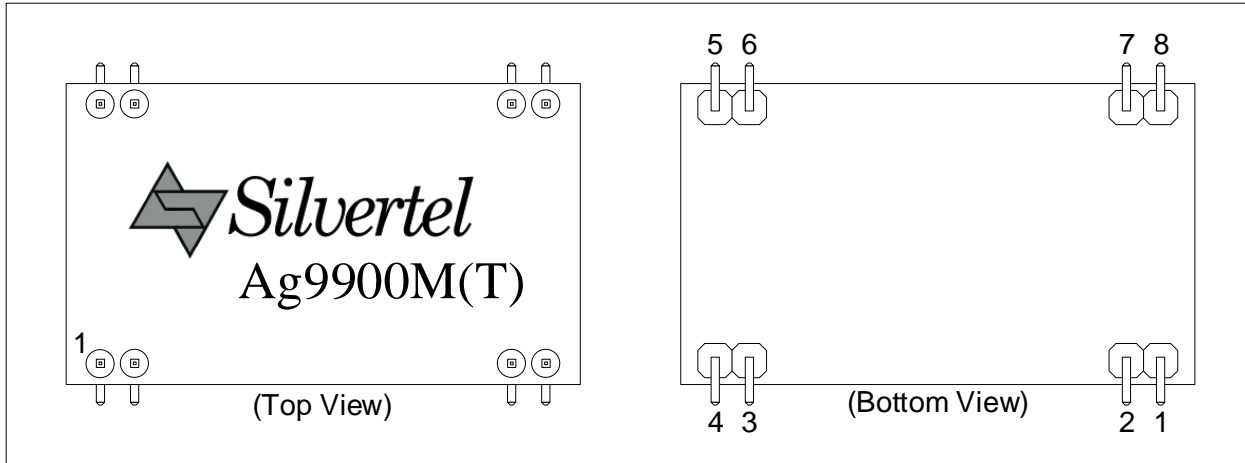 5 6 7 8
Silvertel
Ag9900M(T)
1
(Top View)
(Bottom View)
4 3 2 1